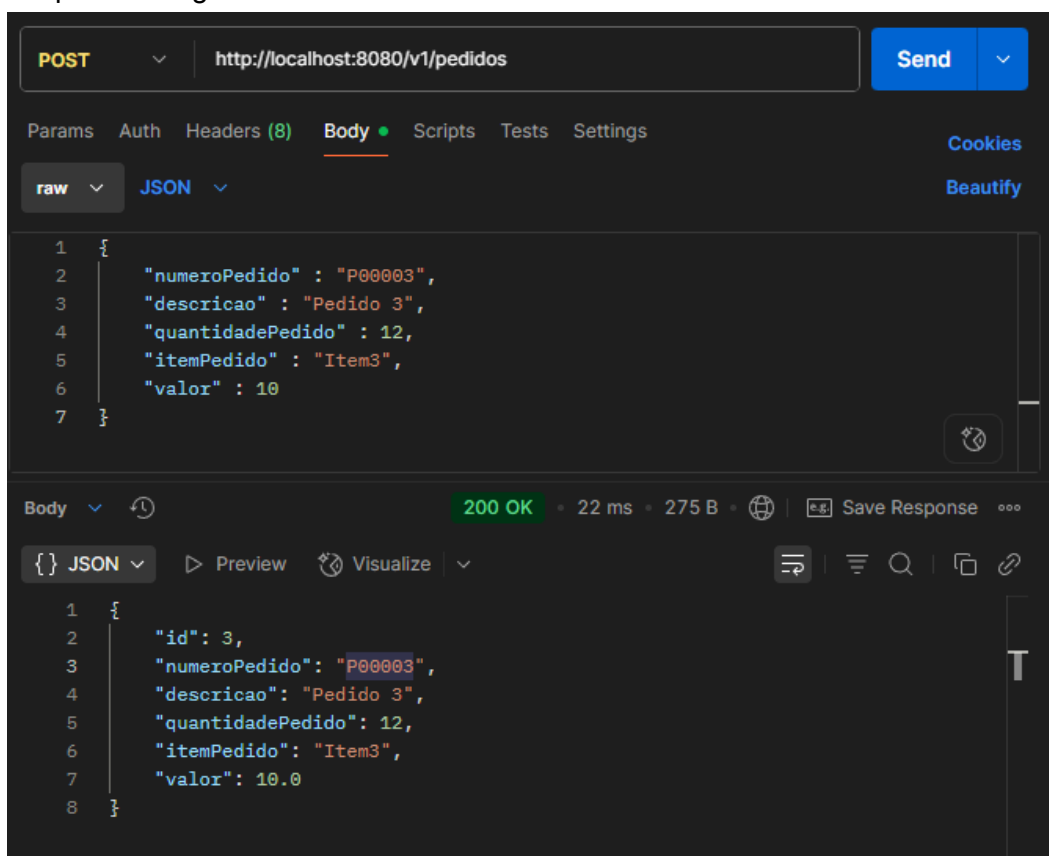 POST http://localhost:8080/v1/pedidos Send
Params Auth Headers (8) Body Scripts Tests Settings Cookies
raw JSON Beautify
1 {
2 "numeroPedido" : "P00003",
3 "descricao" : "Pedido 3",
4 "quantidadePedido" : 12,
5 "itemPedido" : "Item3",
6 "valor" : 10
7 }
Body 200 OK 22 ms 275 B e.g. Save Response
{} JSON Preview Visualize
1 {
2 "id": 3,
3 "numeroPedido": "P00003",
4 "descricao": "Pedido 3",
5 "quantidadePedido": 12,
6 "itemPedido": "Item3",
7 "valor": 10.0
8 }
T